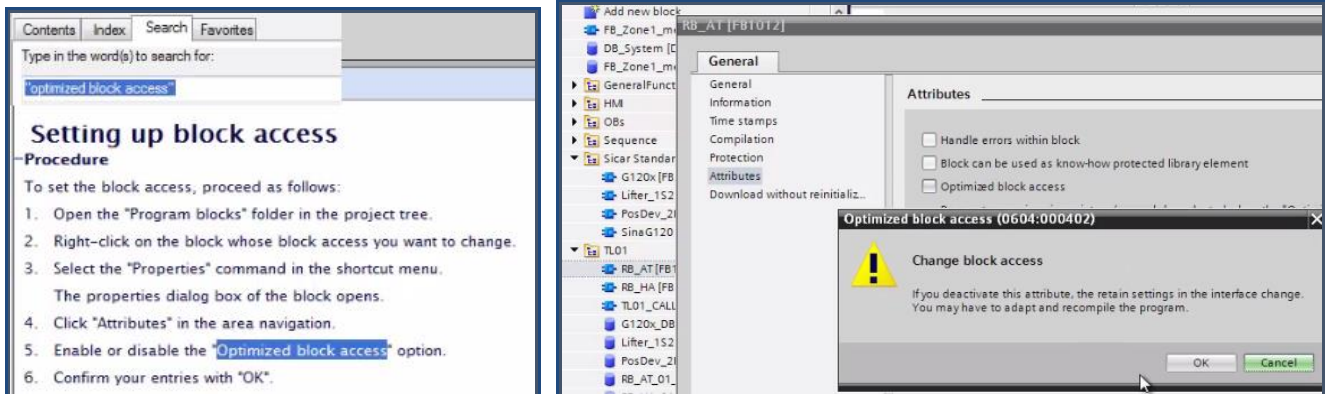 Contents Index Search Favorites
Type in the word(s) to search for:
"optimized block access"
Setting up block access
Procedure
To set the block access, proceed as follows:
1. Open the "Program blocks" folder in the project tree.
2. Right-click on the block whose block access you want to change.
3. Select the "Properties" command in the shortcut menu.
The properties dialog box of the block opens.
4. Click "Attributes" in the area navigation.
5. Enable or disable the "Optimized block access" option.
6. Confirm your entries with "OK".
Add new block
FB_Zone1_m
DB_System [D
FB_Zone1_m
GeneralFunct
HMI
OBs
Sequence
Sicar Standar
G120x [FB
Lifter_1S2
PosDev_2
SinaG120
TL01
RB_AT [FB1
RB_HA [FB
TL01_CALL
G120x_DB
Lifter_1S2
PosDev_2
RB_AT_01_
RB_AT [FB1012]
General
General
Information
Time stamps
Compilation
Protection
Attributes
Download without reinitializ...
Attributes
Handle errors within block
Block can be used as know-how protected library element
Optimized block access
Optimized block access (0604:000402)
Change block access
If you deactivate this attribute, the retain settings in the interface change.
You may have to adapt and recompile the program.
OK Cancel